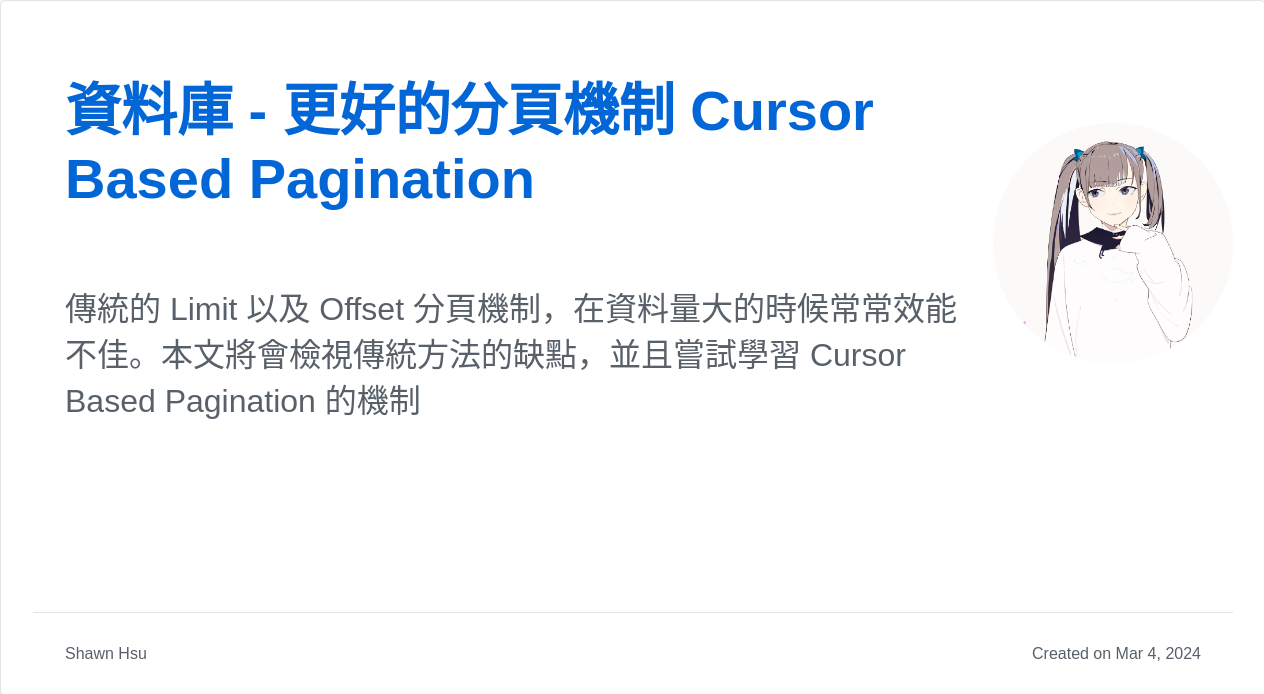 資料庫 - 更好的分頁機制 Cursor
Based Pagination
傳統的 Limit 以及 Offset 分頁機制，在資料量大的時候常常效能
不佳。本文將會檢視傳統方法的缺點，並且嘗試學習 Cursor
Based Pagination 的機制
Shawn Hsu
Created on Mar 4, 2024